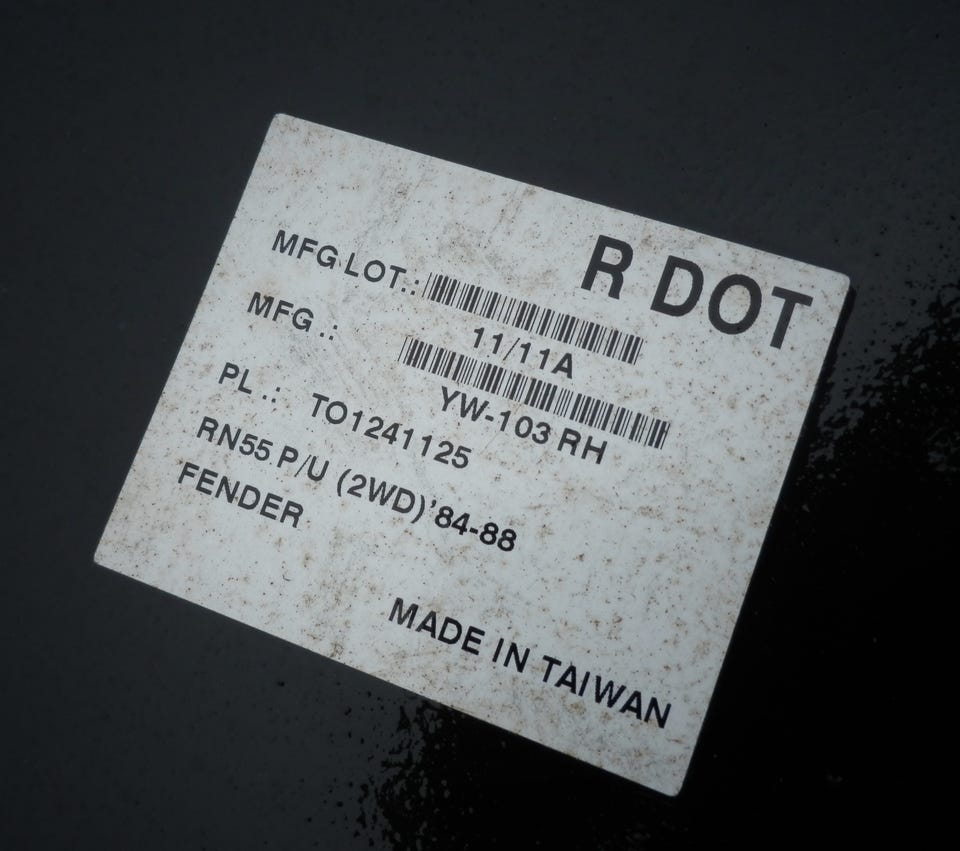 R DOT
MFG LOT.:
11/11A
MFG .:
YW-103 RH
PL .: TO1241125
RN55 P/U (2WD)'84-88
FENDER
MADE IN TAIWAN